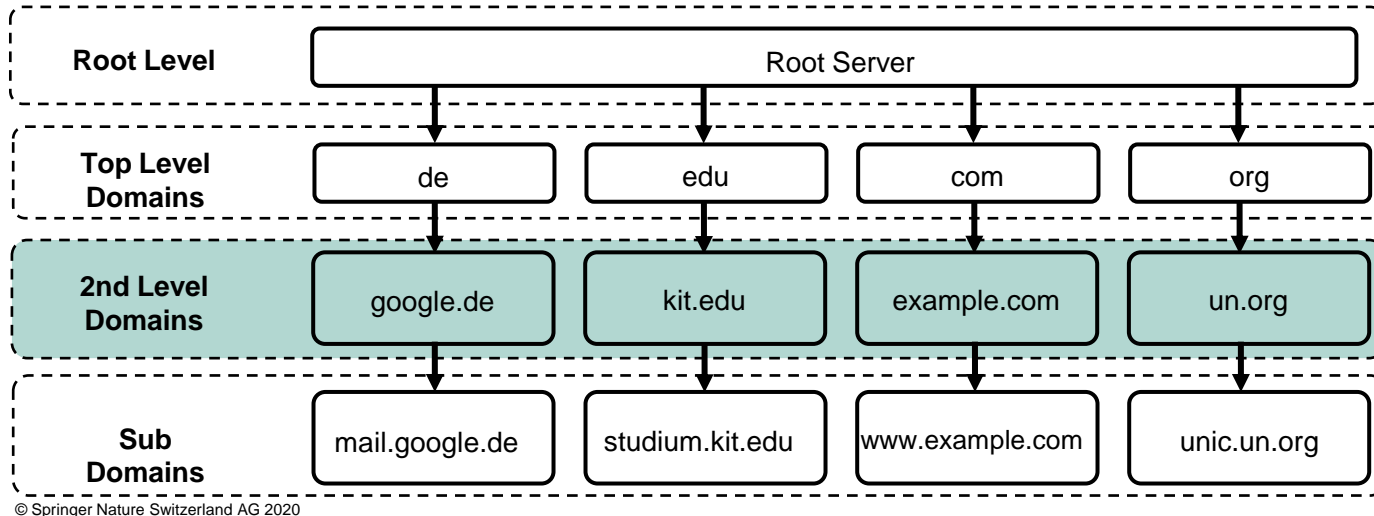 Root Level
Root Server
Top Level
Domains
de
edu
com
org
2nd Level
Domains
google.de
kit.edu
example.com
un.org
Sub
Domains
mail.google.de
studium.kit.edu
www.example.com
unic.un.org
© Springer Nature Switzerland AG 2020